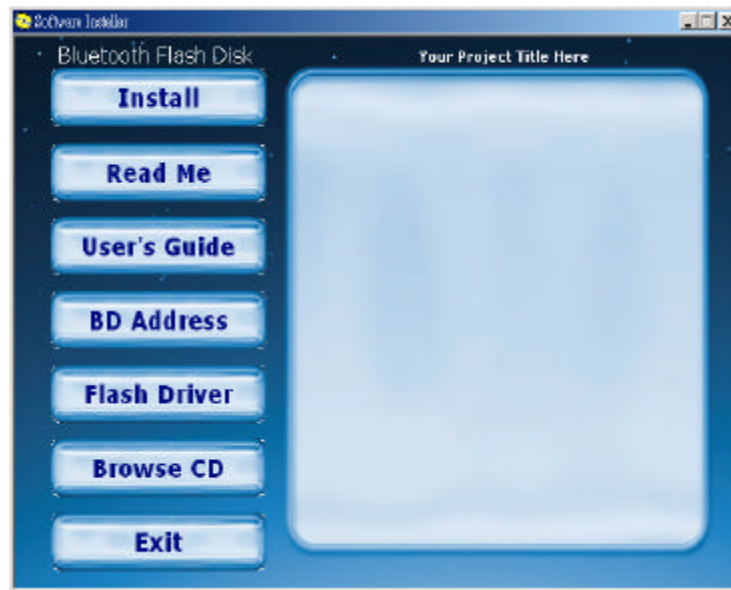 Software Installer
Bluetooth Flash Disk
Your Project Title Here
Install
Read Me
User's Guide
BD Address
Flash Driver
Browse CD
Exit